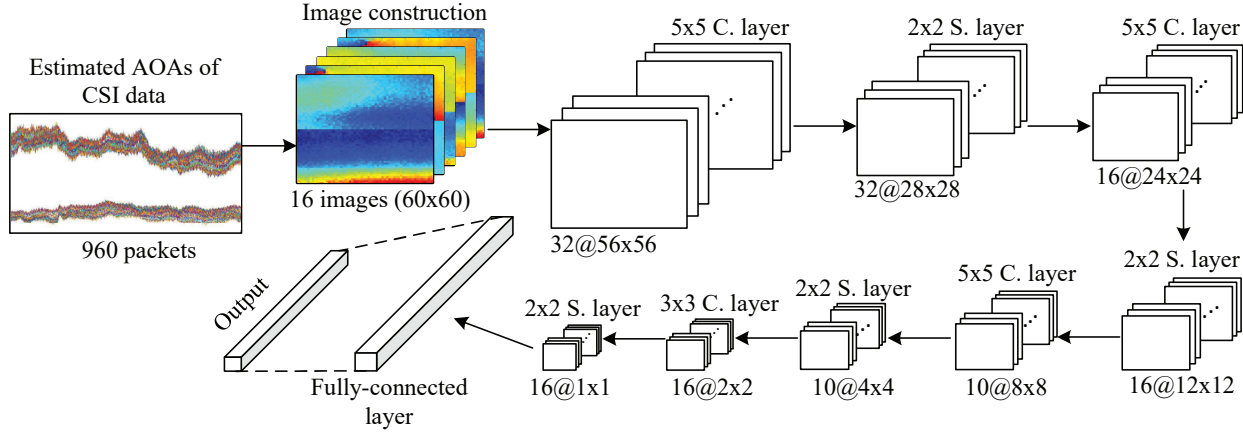 Estimated AOAs of
CSI data
960 packets
Image construction
16 images (60x60)
5x5 C. layer
32@56x56
2x2 S. layer
32@28x28
5x5 C. layer
16@24x24
2x2 S. layer
16@12x12
5x5 C. layer
10@8x8
2x2 S. layer
10@4x4
3x3 C. layer
16@2x2
2x2 S. layer
16@1x1
Fully-connected
layer
Output